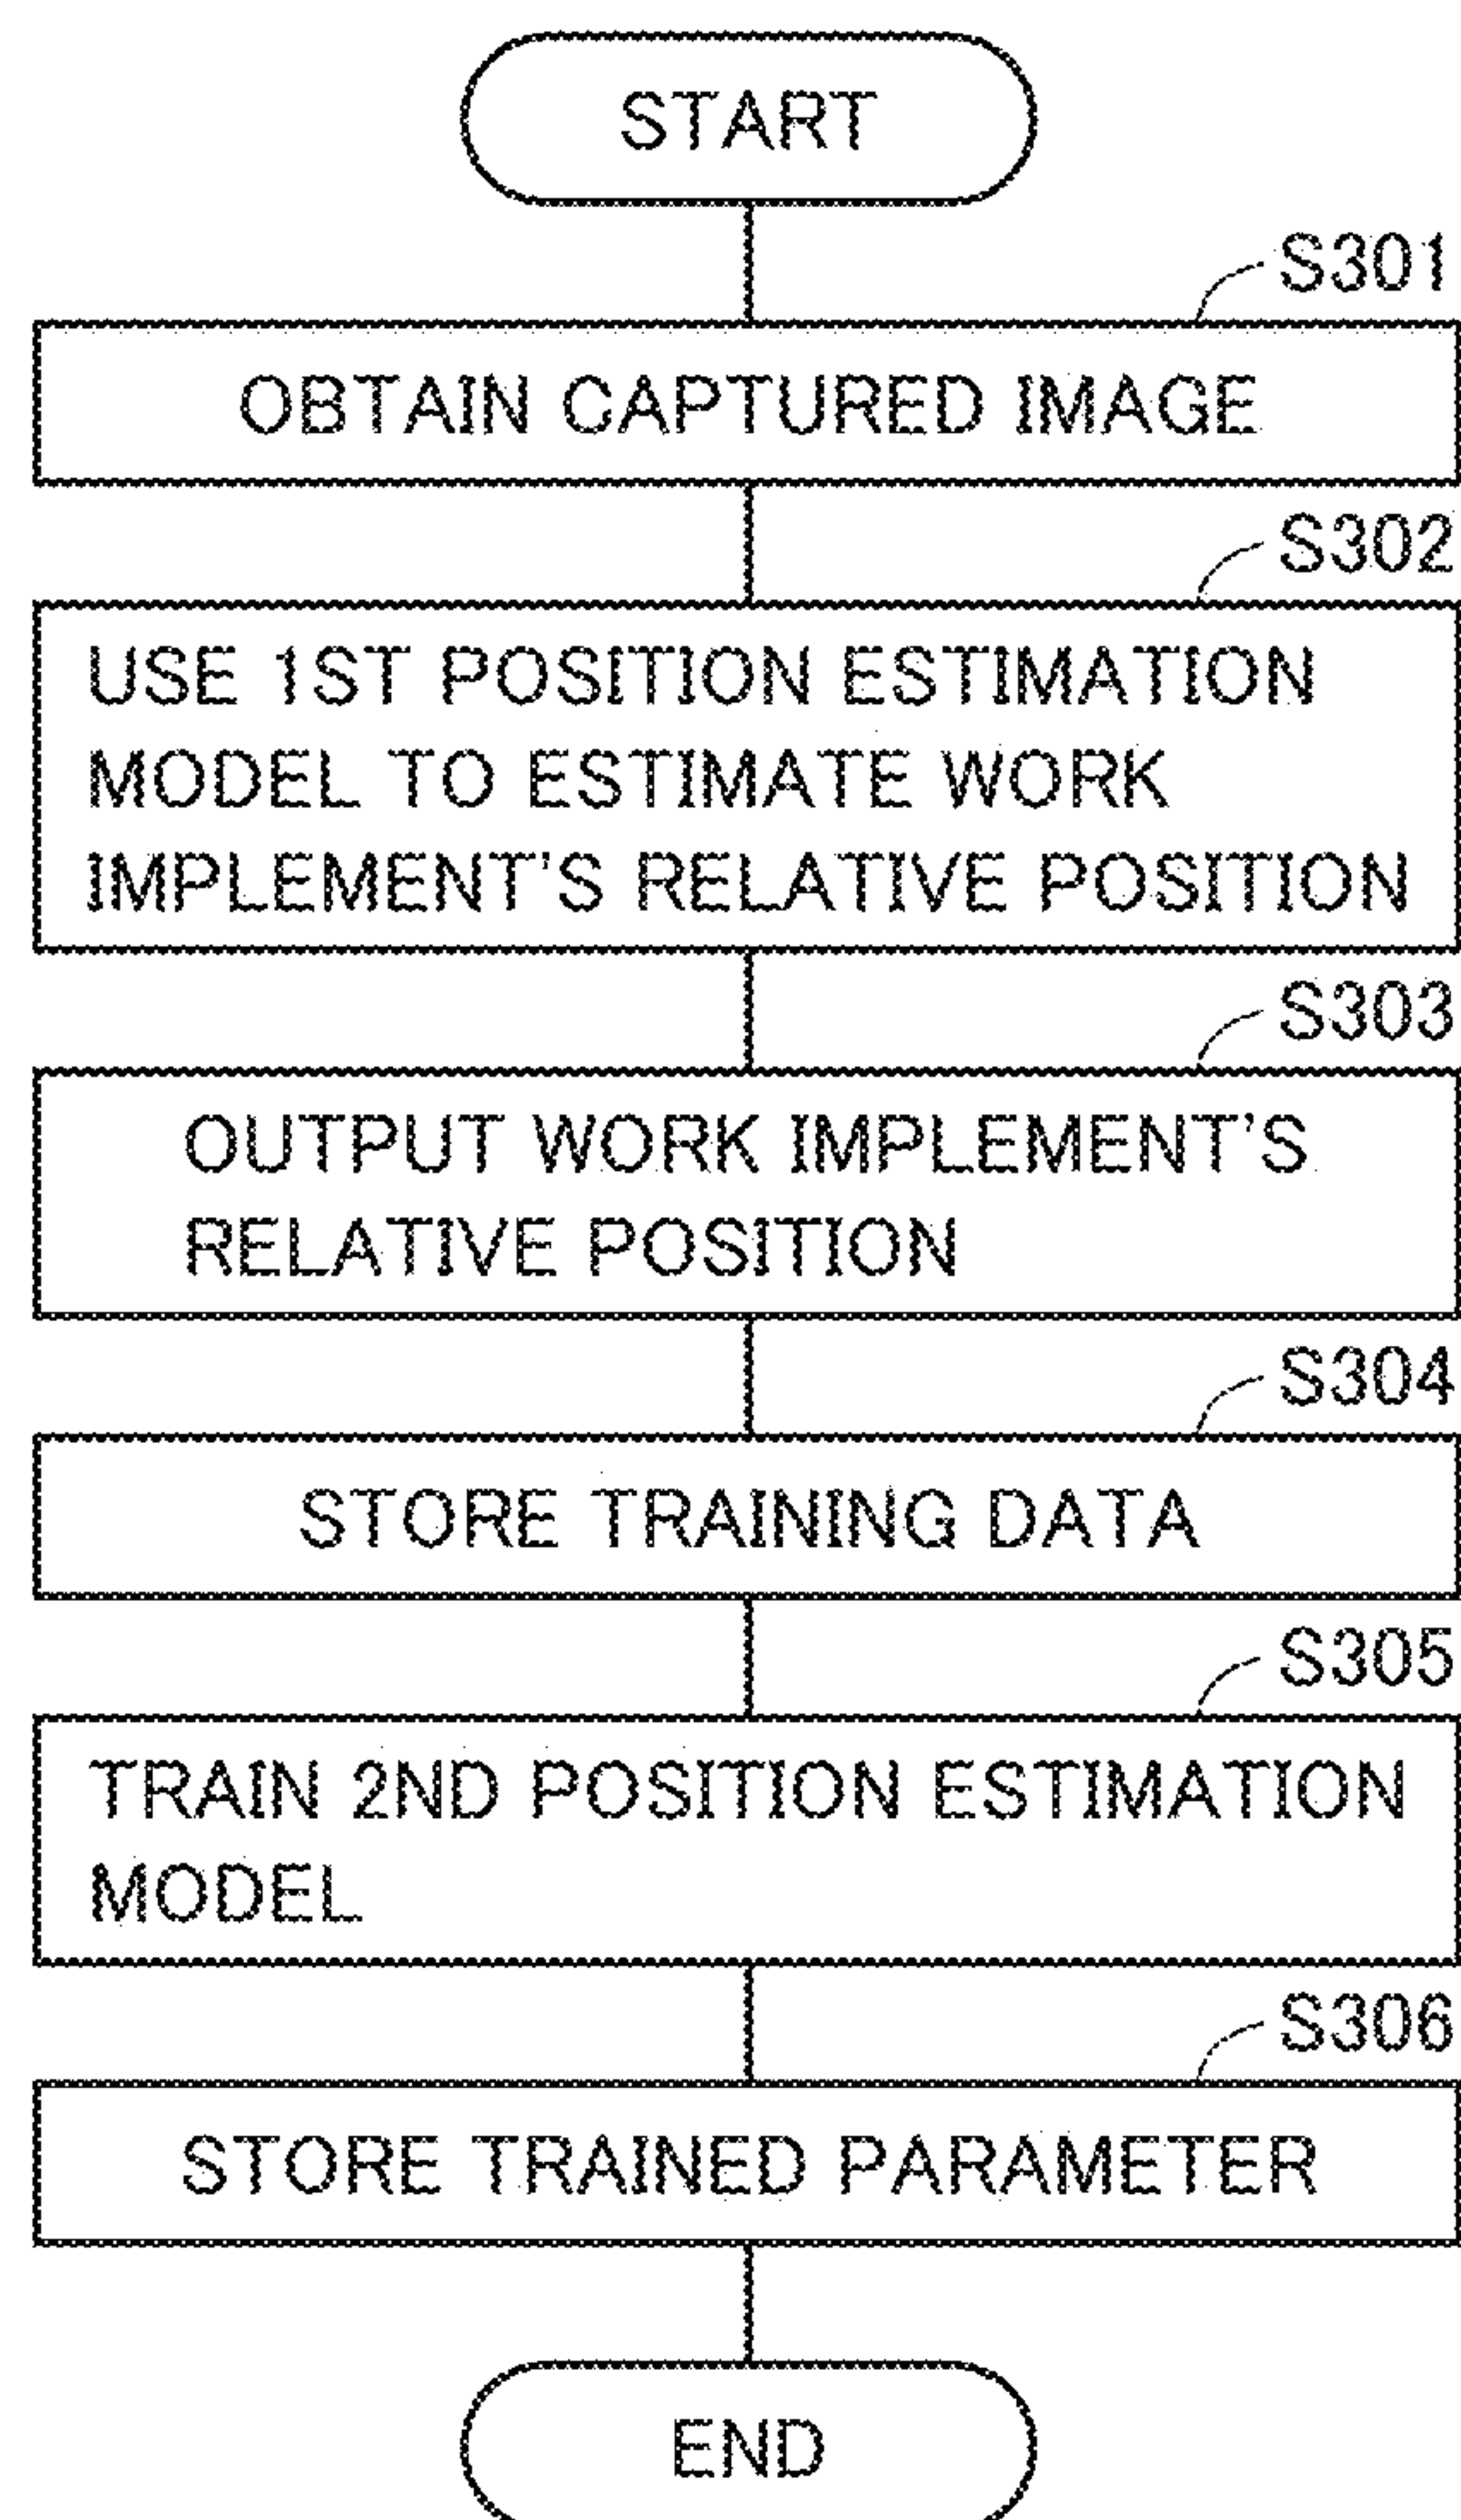 START
S301
OBTAIN CAPTURED IMAGE
S302
USE 1ST POSITION ESTIMATION
MODEL TO ESTIMATE WORK
IMPLEMENT'S RELATIVE POSITION
S303
OUTPUT WORK IMPLEMENT'S
RELATIVE POSITION
S304
STORE TRAINING DATA
S305
TRAIN 2ND POSITION ESTIMATION
MODEL
S306
STORE TRAINED PARAMETER
END